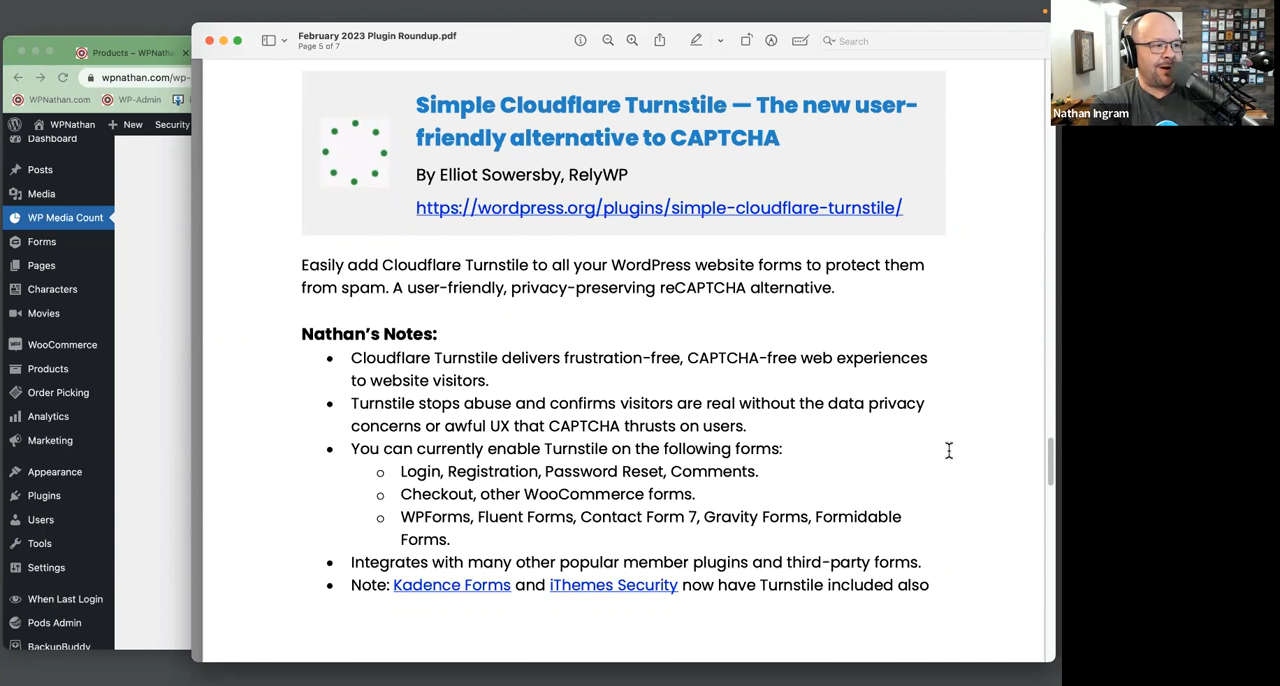 February 2023 Plugin Roundup.pdf
Page 5 of 7
Search
Products – WPNathan
wpnathan.com/wp-
WPNathan.com
WP-Admin
WPNathan
New
Security
Dashboard
Posts
Media
WP Media Count
Forms
Pages
Characters
Movies
WooCommerce
Products
Order Picking
Analytics
Marketing
Appearance
Plugins
Users
Tools
Settings
When Last Login
Pods Admin
BackupBuddy
Simple Cloudflare Turnstile — The new user-
friendly alternative to CAPTCHA
By Elliot Sowersby, RelyWP
https://wordpress.org/plugins/simple-cloudflare-turnstile/
Easily add Cloudflare Turnstile to all your WordPress website forms to protect them
from spam. A user-friendly, privacy-preserving reCAPTCHA alternative.
Nathan's Notes:
• Cloudflare Turnstile delivers frustration-free, CAPTCHA-free web experiences
to website visitors.
• Turnstile stops abuse and confirms visitors are real without the data privacy
concerns or awful UX that CAPTCHA thrusts on users.
• You can currently enable Turnstile on the following forms:
o Login, Registration, Password Reset, Comments.
o Checkout, other WooCommerce forms.
o WPForms, Fluent Forms, Contact Form 7, Gravity Forms, Formidable
Forms.
• Integrates with many other popular member plugins and third-party forms.
• Note: Kadence Forms and iThemes Security now have Turnstile included also
Nathan Ingram